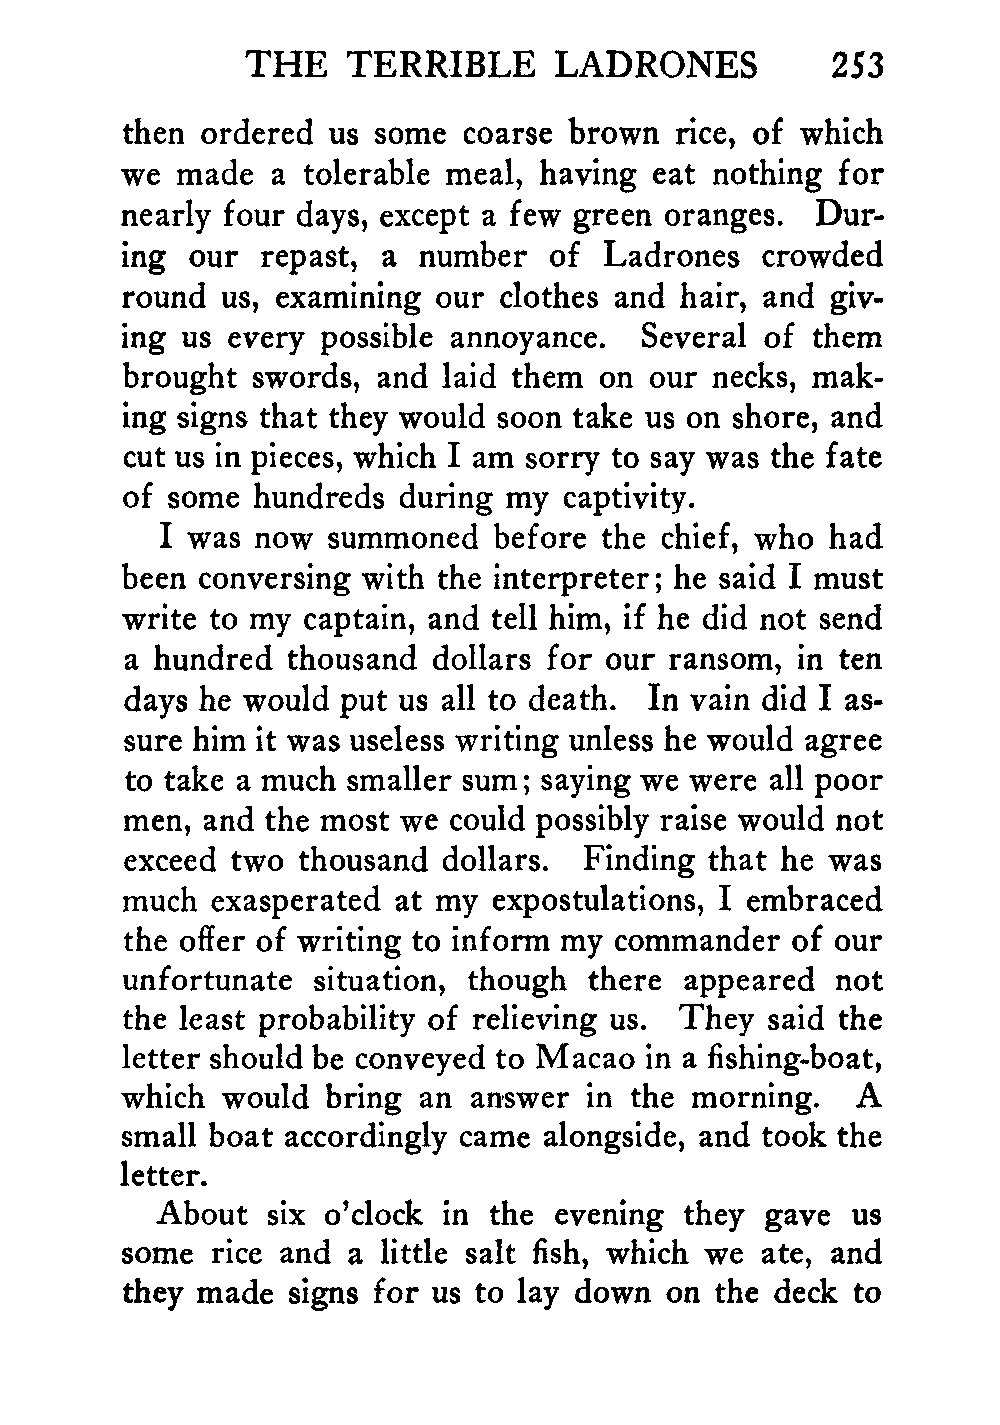 THE TERRIBLE LADRONES 253
then ordered us some coarse brown rice, of which
we made a tolerable meal, having eat nothing for
nearly four days, except a few green oranges. Dur-
ing our repast, a number of Ladrones crowded
round us, examining our clothes and hair, and giv-
ing us every possible annoyance. Several of them
brought swords, and laid them on our necks, mak-
ing signs that they would soon take us on shore, and
cut us in pieces, which I am sorry to say was the fate
of some hundreds during my captivity.
I was now summoned before the chief, who had
been conversing with the interpreter; he said I must
write to my captain, and tell him, if he did not send
a hundred thousand dollars for our ransom, in ten
days he would put us all to death. In vain did I as-
sure him it was useless writing unless he would agree
to take a much smaller sum; saying we were all poor
men, and the most we could possibly raise would not
exceed two thousand dollars. Finding that he was
much exasperated at my expostulations, I embraced
the offer of writing to inform my commander of our
unfortunate situation, though there appeared not
the least probability of relieving us. They said the
letter should be conveyed to Macao in a fishing-boat,
which would bring an answer in the morning. A
small boat accordingly came alongside, and took the
letter.
About six o'clock in the evening they gave us
some rice and a little salt fish, which we ate, and
they made signs for us to lay down on the deck to